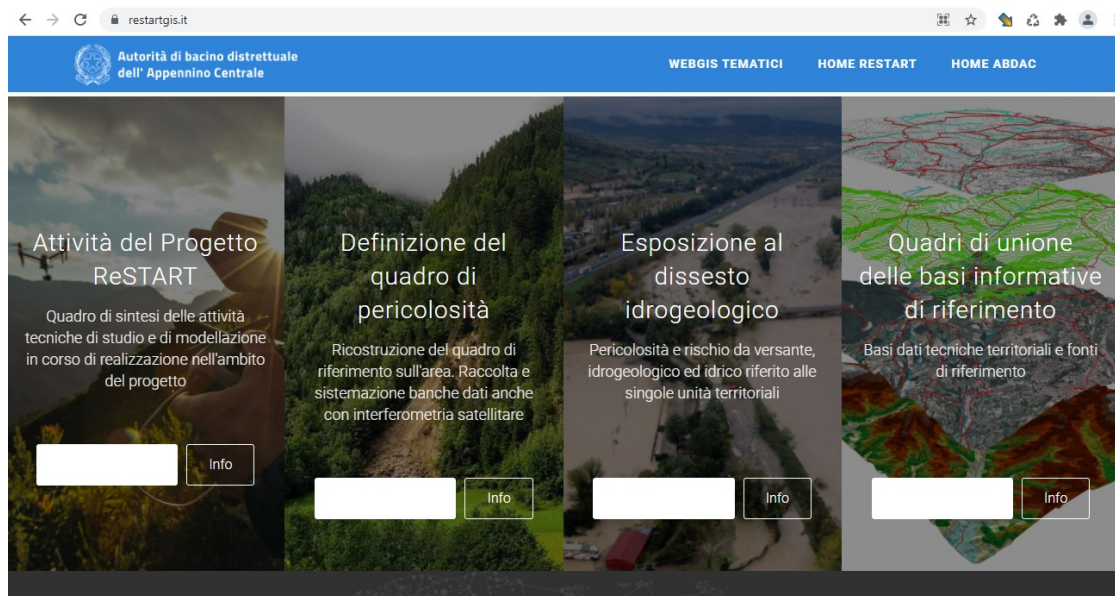 restartgis.it
Autorità di bacino distrettuale
dell' Appennino Centrale
WEBGIS TEMATICI
HOME RESTART
HOME ABDAC
Attività del Progetto
ReSTART
Quadro di sintesi delle attività
tecniche di studio e di modellazione
in corso di realizzazione nell'ambito
del progetto
Info
Definizione del
quadro di
pericolosità
Ricostruzione del quadro di
riferimento sull'area. Raccolta e
sistemazione banche dati anche
con interferometria satellitare
Info
Esposizione al
dissesto
idrogeologico
Pericolosità e rischio da versante,
idrogeologico ed idrico riferito alle
singole unità territoriali
Info
Quadri di unione
delle basi informative
di riferimento
Basi dati tecniche territoriali e fonti
di riferimento
Info